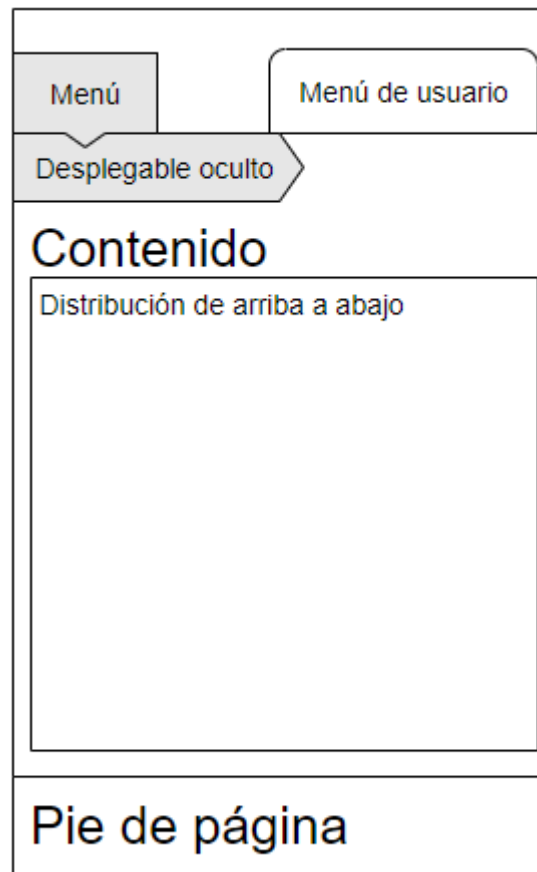 Menú
Menú de usuario
Desplegable oculto
Contenido
Distribución de arriba a abajo
Pie de página